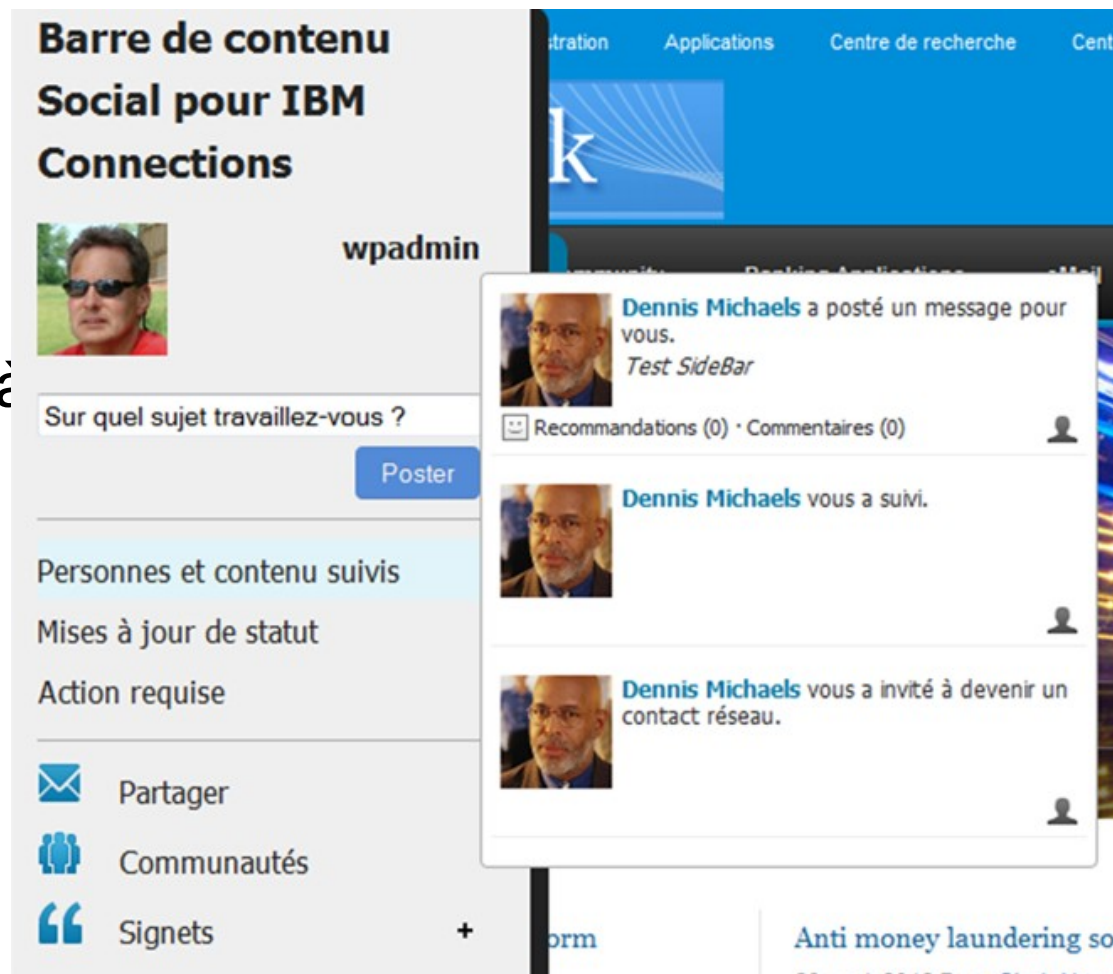 Barre de contenu
Social pour IBM
Connections
wpadmin
Sur quel sujet travaillez-vous ?
Poster
Personnes et contenu suivis
Mises à jour de statut
Action requise
Partager
Communautés
Signets +
Applications Centre de recherche
k
Banking Applications eMail
Dennis Michaels a posté un message pour
vous.
Test SideBar
Recommandations (0) · Commentaires (0)
Dennis Michaels vous a suivi.
Dennis Michaels vous a invité à devenir un
contact réseau.
Anti money laundering so